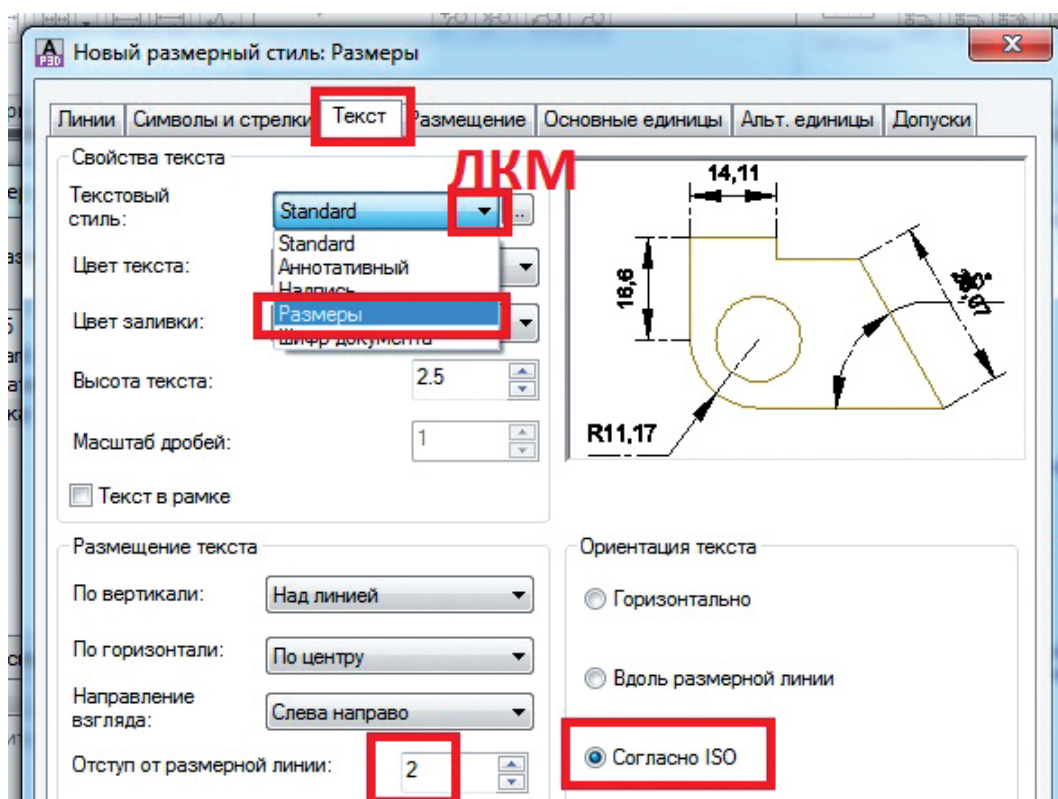 Новый размерный стиль: Размеры
Линии Символы и стрелки Текст Размещение Основные единицы Альт. единицы Допуски
Свойства текста
ДКМ
Текстовый
стиль:
Standard
...
Standard
Аннотативный
Надпись
Размеры
Шифр документа
Цвет текста:
Цвет заливки:
Высота текста:
2.5
Масштаб дробей:
1
Текст в рамке
14,11
16,6
R11,17
Размещение текста
По вертикали:
Над линией
По горизонтали:
По центру
Направление
взгляда:
Слева направо
Отступ от размерной линии:
2
Ориентация текста
Горизонтально
Вдоль размерной линии
Согласно ISO